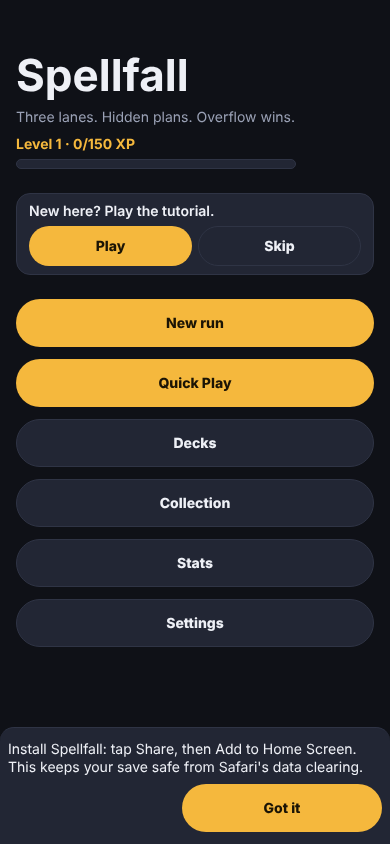 Spellfall
Three lanes. Hidden plans. Overflow wins.
Level 1 · 0/150 XP
New here? Play the tutorial.
Play
Skip
New run
Quick Play
Decks
Collection
Stats
Settings
Install Spellfall: tap Share, then Add to Home Screen.
This keeps your save safe from Safari's data clearing.
Got it